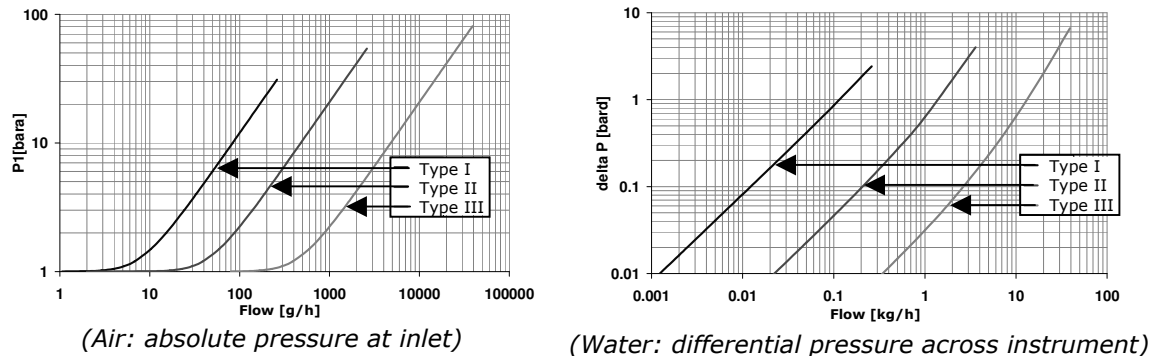 100
10
1
P1[bara]
1 10 100 1000 10000 100000
Flow [g/h]
Type I
Type II
Type III
(Air: absolute pressure at inlet)
10
1
0.1
0.01
delta P [bard]
0.001 0.01 0.1 1 10 100
Flow [kg/h]
Type I
Type II
Type III
(Water: differential pressure across instrument)